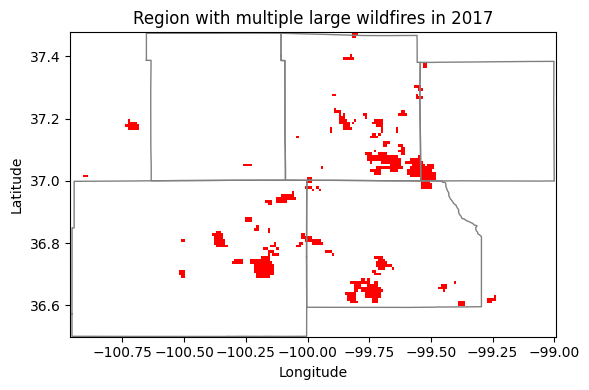 Region with multiple large wildfires in 2017
Latitude
37.4
37.2
37.0
36.8
36.6
−100.75 −100.50 −100.25 −100.00 −99.75 −99.50 −99.25 −99.00
Longitude